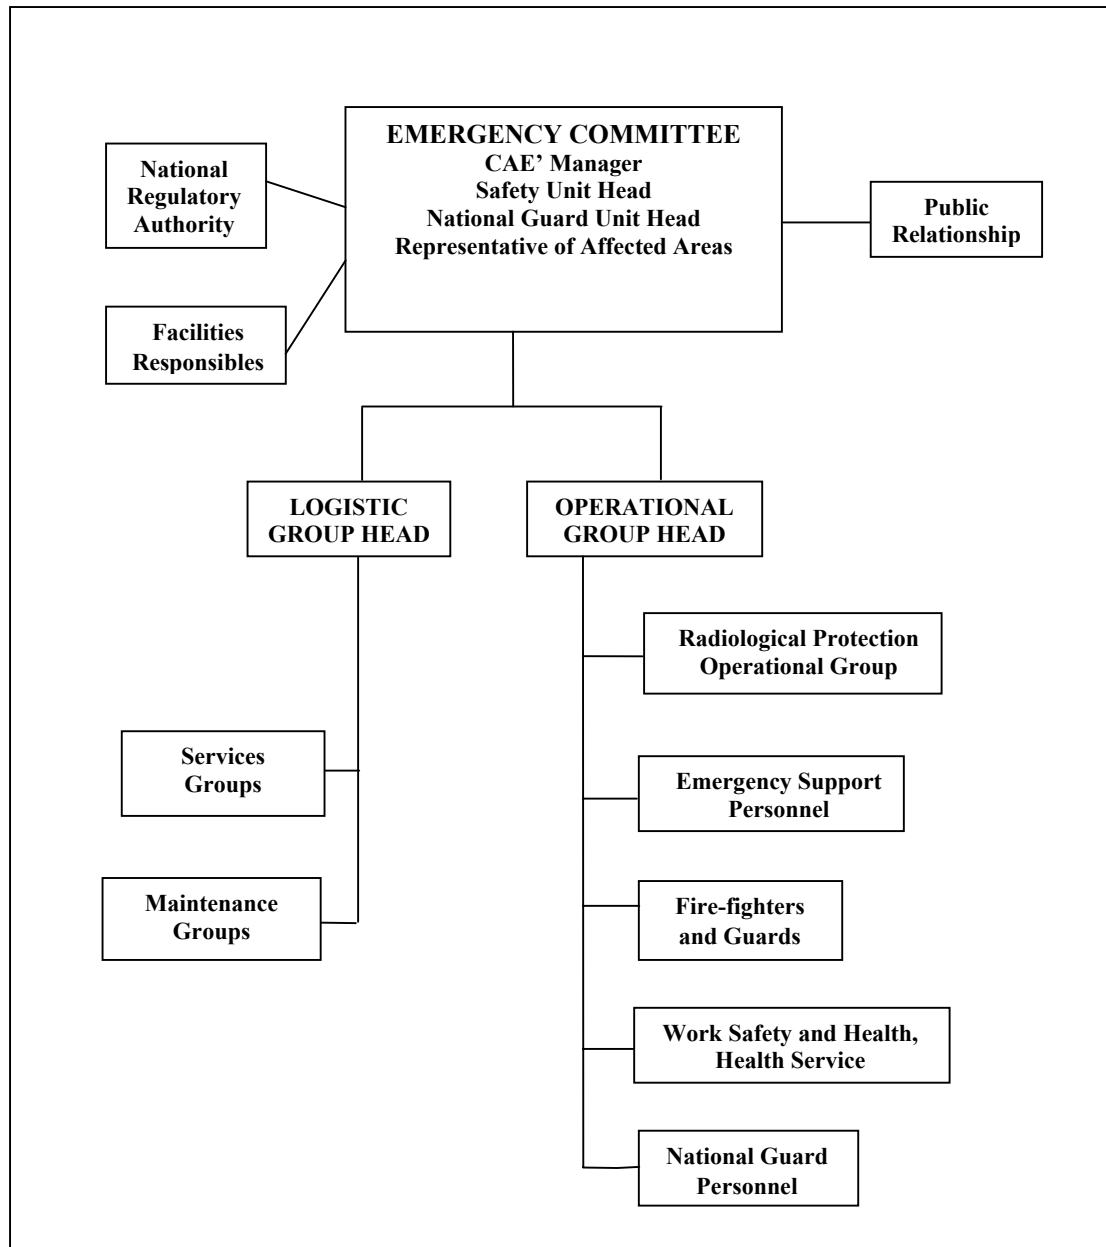 EMERGENCY COMMITTEE
CAE’ Manager
Safety Unit Head
National Guard Unit Head
Representative of Affected Areas
National
Regulatory
Authority
Public
Relationship
Facilities
Responsibles
LOGISTIC
GROUP HEAD
OPERATIONAL
GROUP HEAD
Radiological Protection
Operational Group
Services
Groups
Emergency Support
Personnel
Maintenance
Groups
Fire-fighters
and Guards
Work Safety and Health,
Health Service
National Guard
Personnel